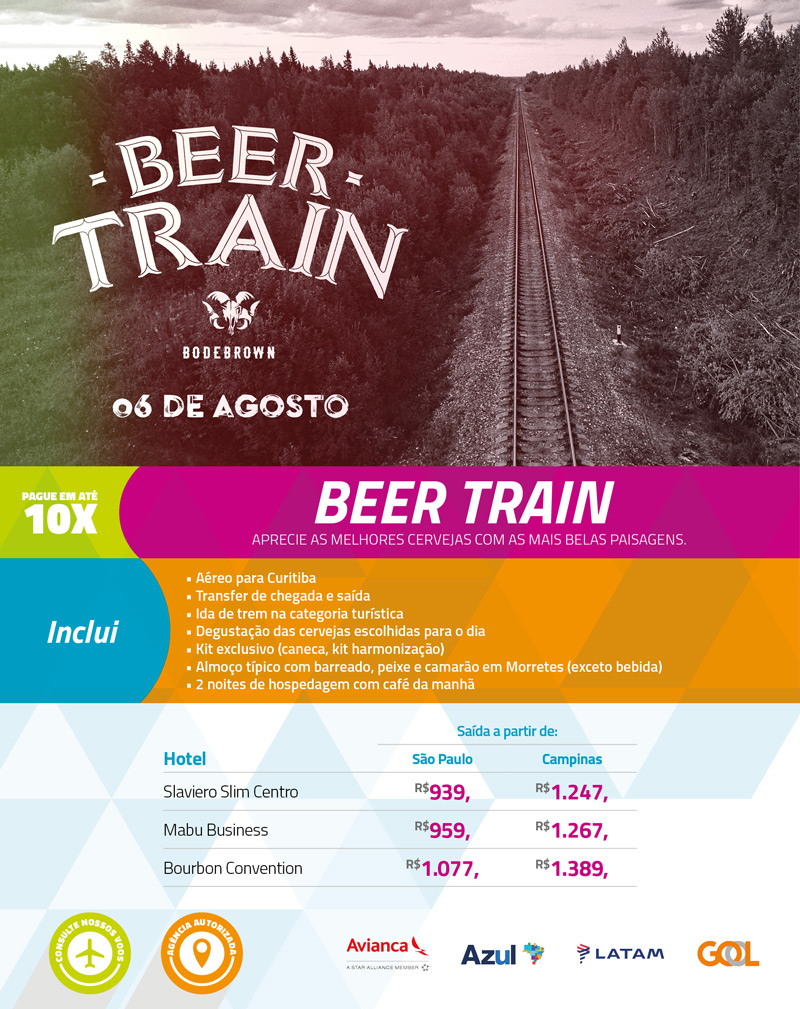 BEER
TRAIN
BODEBROWN
06 DE AGOSTO
PAGUE EM ATÉ
10X
BEER TRAIN
APRECIE AS MELHORES CERVEJAS COM AS MAIS BELAS PAISAGENS.
Inclui
▪ Aéreo para Curitiba
▪ Transfer de chegada e saída
▪ Ida de trem na categoria turística
▪ Degustação das cervejas escolhidas para o dia
▪ Kit exclusivo (caneca, kit harmonização)
▪ Almoço típico com barreado, peixe e camarão em Morretes (exceto bebida)
▪ 2 noites de hospedagem com café da manhã
Saída a partir de:
Hotel São Paulo Campinas
Slaviero Slim Centro R$939, R$1.247,
Mabu Business R$959, R$1.267,
Bourbon Convention R$1.077, R$1.389,
CONSULTE NOSSOS VOOS
AGÊNCIA AUTORIZADA
Avianca
A STAR ALLIANCE MEMBER
Azul
LATAM
GOL